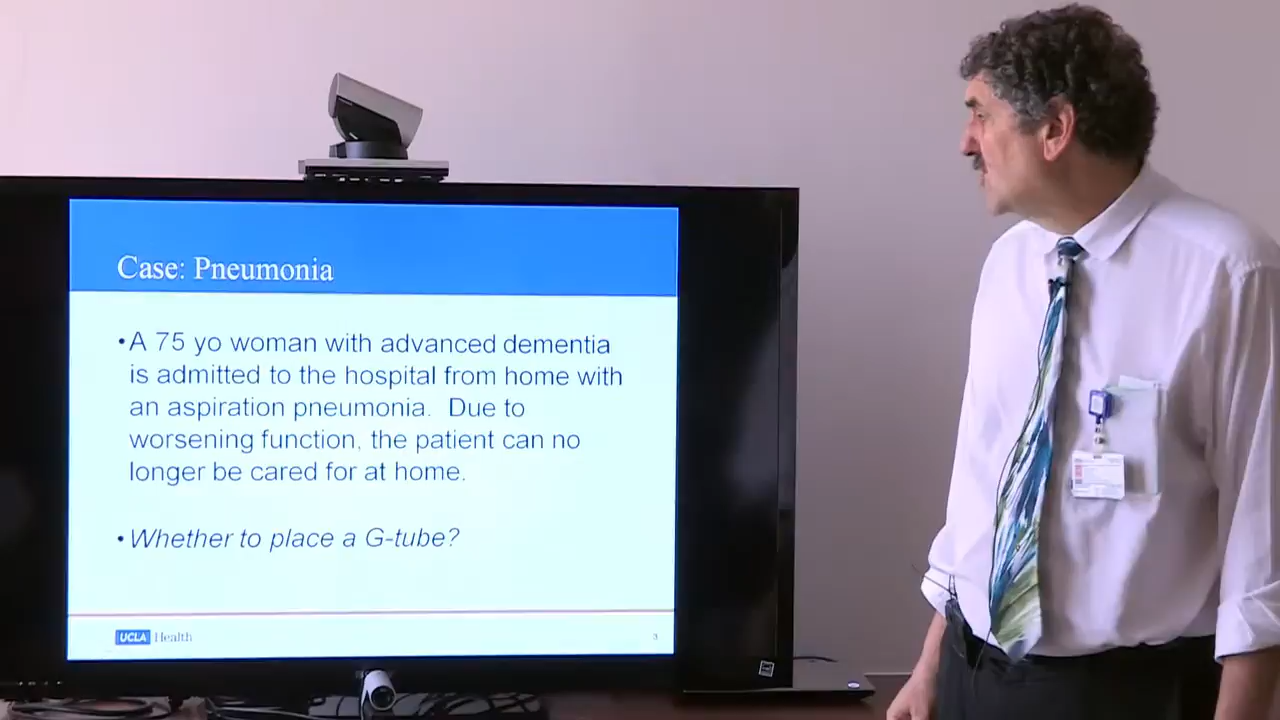 Case: Pneumonia
•A 75 yo woman with advanced dementia
is admitted to the hospital from home with
an aspiration pneumonia.  Due to
worsening function, the patient can no
longer be cared for at home.
•Whether to place a G-tube?
UCLA Health
3